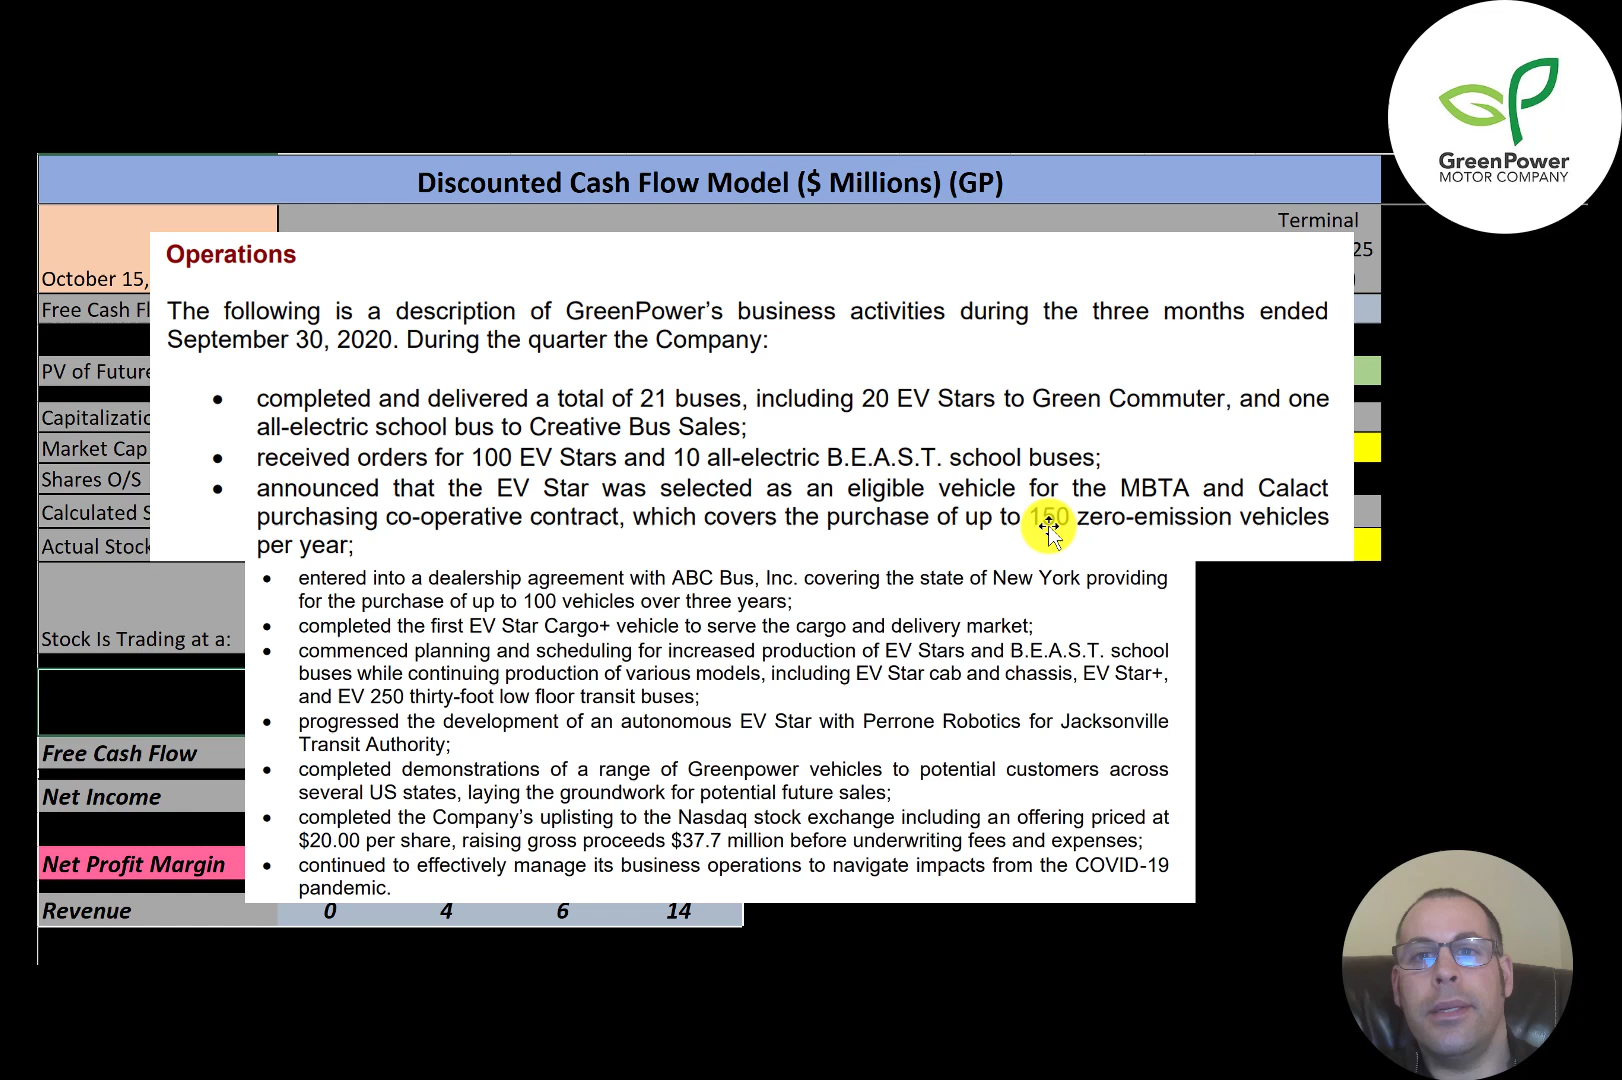 GreenPower
MOTOR COMPANY
Discounted Cash Flow Model ($ Millions) (GP)
Terminal
25
October 15,
)
Free Cash Fl
PV of Future
Capitalizatio
Market Cap
Shares O/S
Calculated S
Actual Stock
Stock Is Trading at a:
Operations
The following is a description of GreenPower’s business activities during the three months ended
September 30, 2020. During the quarter the Company:
• completed and delivered a total of 21 buses, including 20 EV Stars to Green Commuter, and one
all-electric school bus to Creative Bus Sales;
• received orders for 100 EV Stars and 10 all-electric B.E.A.S.T. school buses;
• announced that the EV Star was selected as an eligible vehicle for the MBTA and Calact
purchasing co-operative contract, which covers the purchase of up to 150 zero-emission vehicles
per year;
• entered into a dealership agreement with ABC Bus, Inc. covering the state of New York providing
for the purchase of up to 100 vehicles over three years;
• completed the first EV Star Cargo+ vehicle to serve the cargo and delivery market;
• commenced planning and scheduling for increased production of EV Stars and B.E.A.S.T. school
buses while continuing production of various models, including EV Star cab and chassis, EV Star+,
and EV 250 thirty-foot low floor transit buses;
• progressed the development of an autonomous EV Star with Perrone Robotics for Jacksonville
Transit Authority;
• completed demonstrations of a range of Greenpower vehicles to potential customers across
several US states, laying the groundwork for potential future sales;
• completed the Company’s uplisting to the Nasdaq stock exchange including an offering priced at
$20.00 per share, raising gross proceeds $37.7 million before underwriting fees and expenses;
• continued to effectively manage its business operations to navigate impacts from the COVID-19
pandemic.
Free Cash Flow
Net Income
Net Profit Margin
Revenue 0 4 6 14